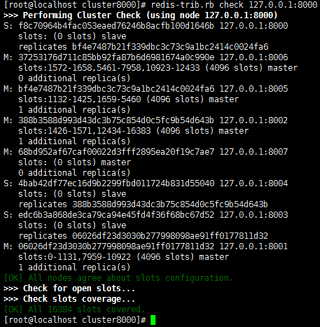 [root@localhost cluster8000]# redis-trib.rb check 127.0.0.1:8000
>>> Performing Cluster Check (using node 127.0.0.1:8000)
S: f8c70964b4fac053eaed76246b8acfb100d1646b 127.0.0.1:8000
slots: (0 slots) slave
replicates bf4e7487b21f339dbc3c73c9a1bc2414c0024fa6
M: 37253176d711c85bb92fa87b6d6981674a0c990e 127.0.0.1:8006
slots:1572-1658,5461-7958,10923-12433 (4096 slots) master
0 additional replica(s)
M: bf4e7487b21f339dbc3c73c9a1bc2414c0024fa6 127.0.0.1:8005
slots:1132-1425,1659-5460 (4096 slots) master
1 additional replica(s)
M: 388b3588d993d43dc3b75c854d0c5fc9b54d643b 127.0.0.1:8002
slots:1426-1571,12434-16383 (4096 slots) master
1 additional replica(s)
M: 68bd952af67caf00022d3fff2895ea20f19c7ae7 127.0.0.1:8007
slots: (0 slots) master
0 additional replica(s)
S: 4bab42df77ec16d9b2299fbd011724b831d55040 127.0.0.1:8004
slots: (0 slots) slave
replicates 388b3588d993d43dc3b75c854d0c5fc9b54d643b
S: edc6b3a868de3ca79ca94e45fd4f36f68bc67d52 127.0.0.1:8003
slots: (0 slots) slave
replicates 06026df23d3030b277998098ae91ff0177811d32
M: 06026df23d3030b277998098ae91ff0177811d32 127.0.0.1:8001
slots:0-1131,7959-10922 (4096 slots) master
1 additional replica(s)
[OK] All nodes agree about slots configuration.
>>> Check for open slots...
>>> Check slots coverage...
[OK] All 16384 slots covered.
[root@localhost cluster8000]#